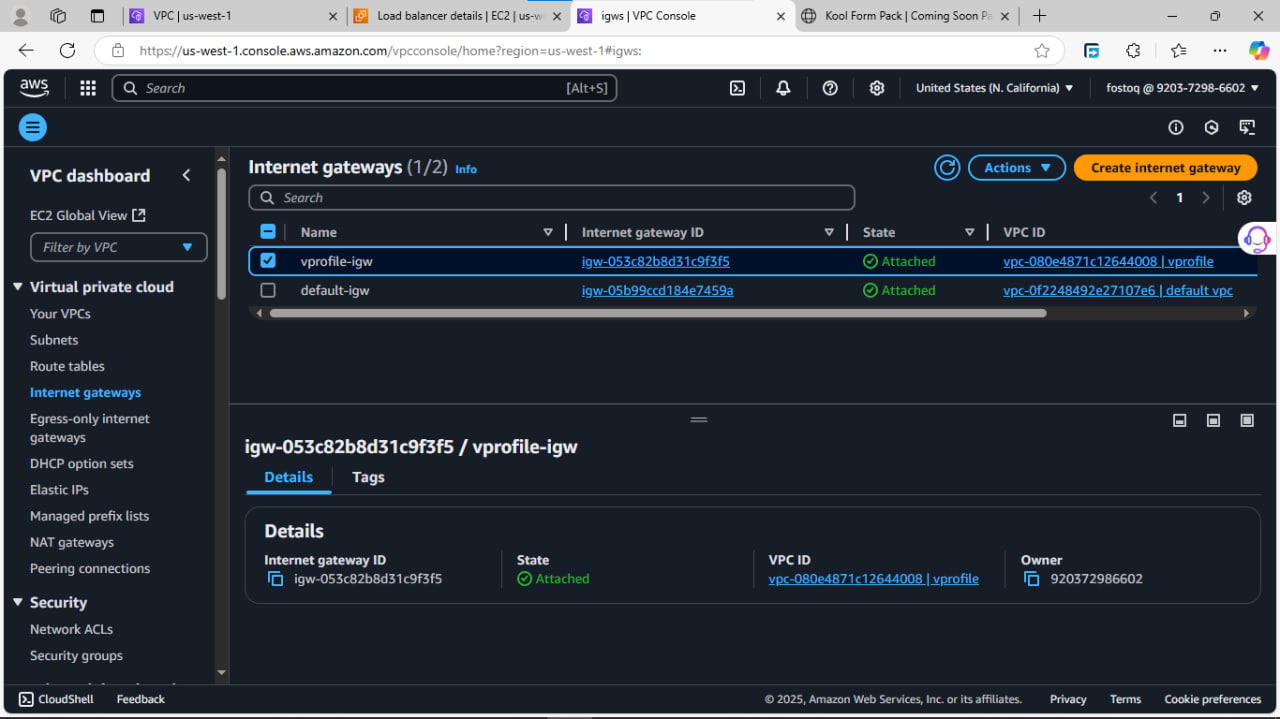 VPC | us-west-1
Load balancer details | EC2 | us-w
igws | VPC Console
Kool Form Pack | Coming Soon Pa
https://us-west-1.console.aws.amazon.com/vpcconsole/home?region=us-west-1#igws:
aws
Search
[Alt+S]
United States (N. California)
fostoq @ 9203-7298-6602
VPC dashboard
EC2 Global View
Filter by VPC
Virtual private cloud
Your VPCs
Subnets
Route tables
Internet gateways
Egress-only internet
gateways
DHCP option sets
Elastic IPs
Managed prefix lists
NAT gateways
Peering connections
Security
Network ACLs
Security groups
Internet gateways (1/2) Info
Actions
Create internet gateway
Search
1
Name Internet gateway ID State VPC ID
vprofile-igw igw-053c82b8d31c9f3f5 Attached vpc-080e4871c12644008 | vprofile
default-igw igw-05b99ccd184e7459a Attached vpc-0f2248492e27107e6 | default vpc
igw-053c82b8d31c9f3f5 / vprofile-igw
Details Tags
Details
Internet gateway ID
igw-053c82b8d31c9f3f5
State
Attached
VPC ID
vpc-080e4871c12644008 | vprofile
Owner
920372986602
CloudShell Feedback
© 2025, Amazon Web Services, Inc. or its affiliates. Privacy Terms Cookie preferences